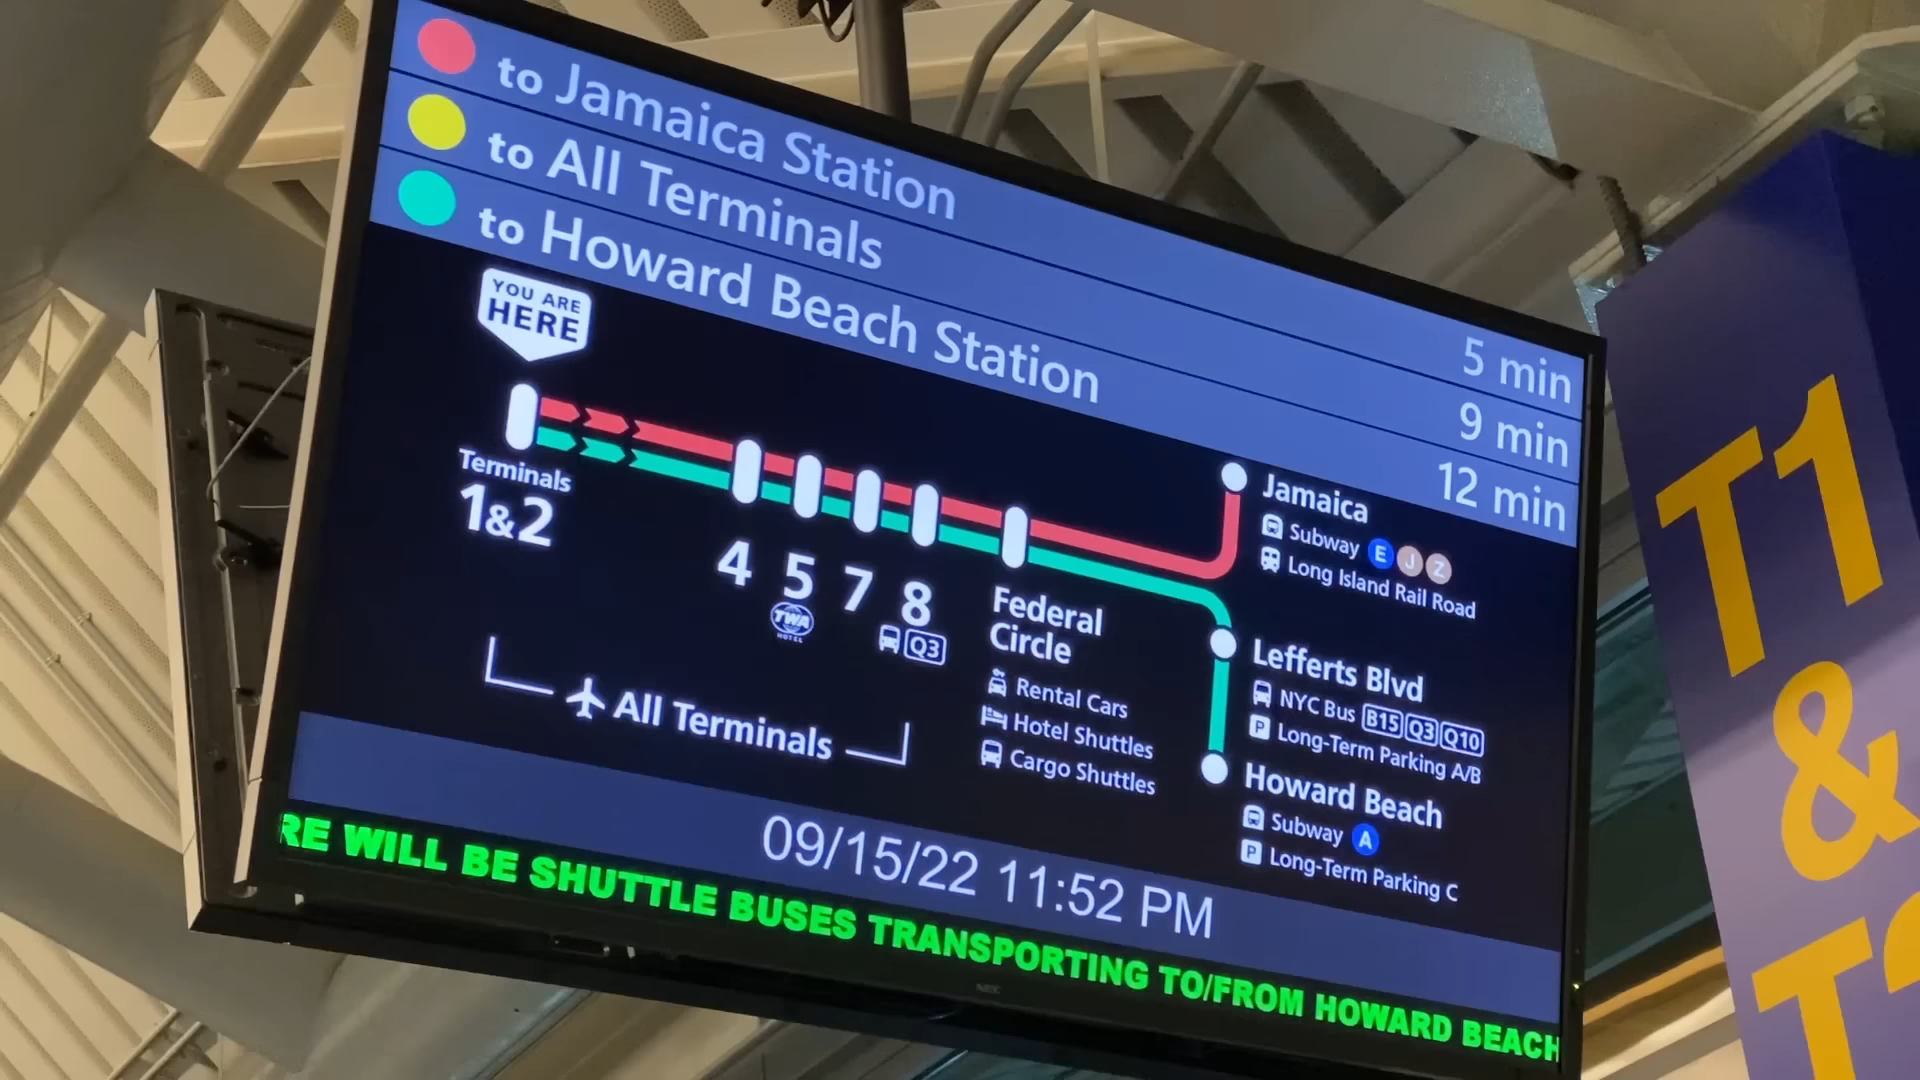 to Jamaica Station 5 min
to All Terminals 9 min
to Howard Beach Station 12 min
YOU ARE
HERE
Terminals
1&2
4
5
TWA
HOTEL
7
8
Q3
All Terminals
Federal
Circle
Rental Cars
Hotel Shuttles
Cargo Shuttles
Jamaica
Subway E J Z
Long Island Rail Road
Lefferts Blvd
NYC Bus B15 Q3 Q10
P Long-Term Parking A/B
Howard Beach
Subway A
P Long-Term Parking C
09/15/22 11:52 PM
RE WILL BE SHUTTLE BUSES TRANSPORTING TO/FROM HOWARD BEACH
NEC
T1
&